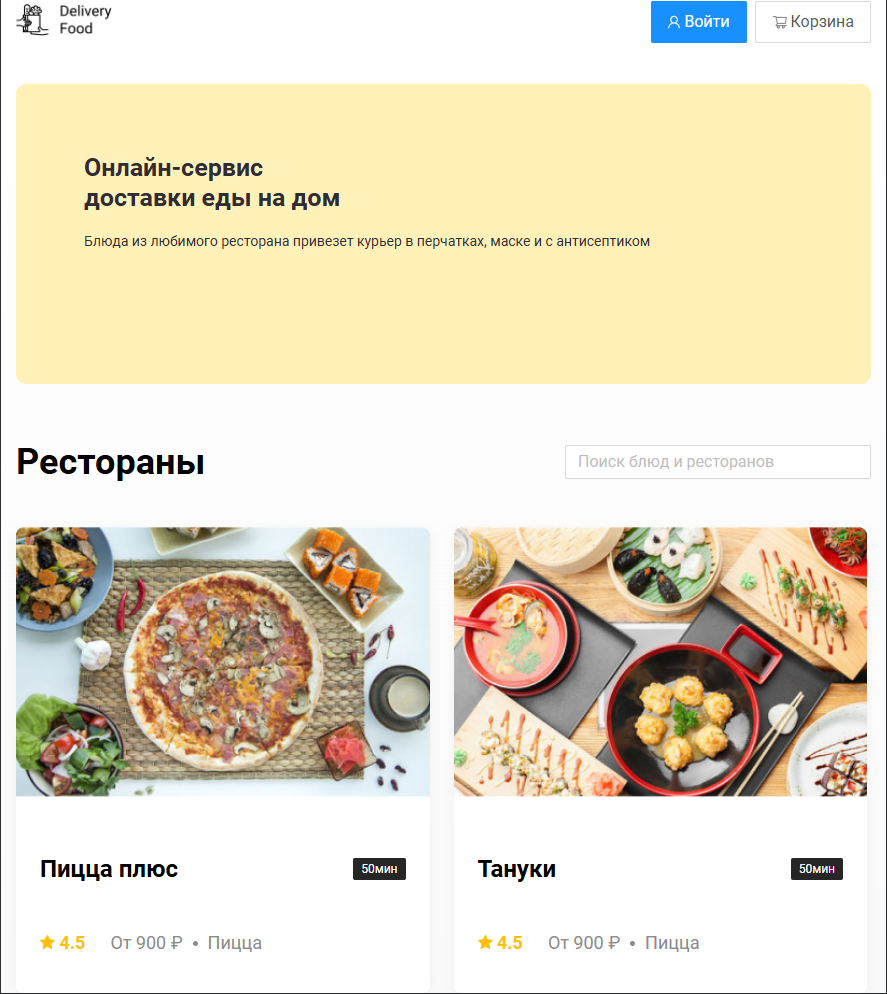 Delivery
Food
Войти
Корзина
Онлайн-сервис
доставки еды на дом
Блюда из любимого ресторана привезет курьер в перчатках, маске и с антисептиком
Рестораны
Поиск блюд и ресторанов
Пицца плюс
50мин
4.5 От 900 ₽ • Пицца
Тануки
50мин
4.5 От 900 ₽ • Пицца